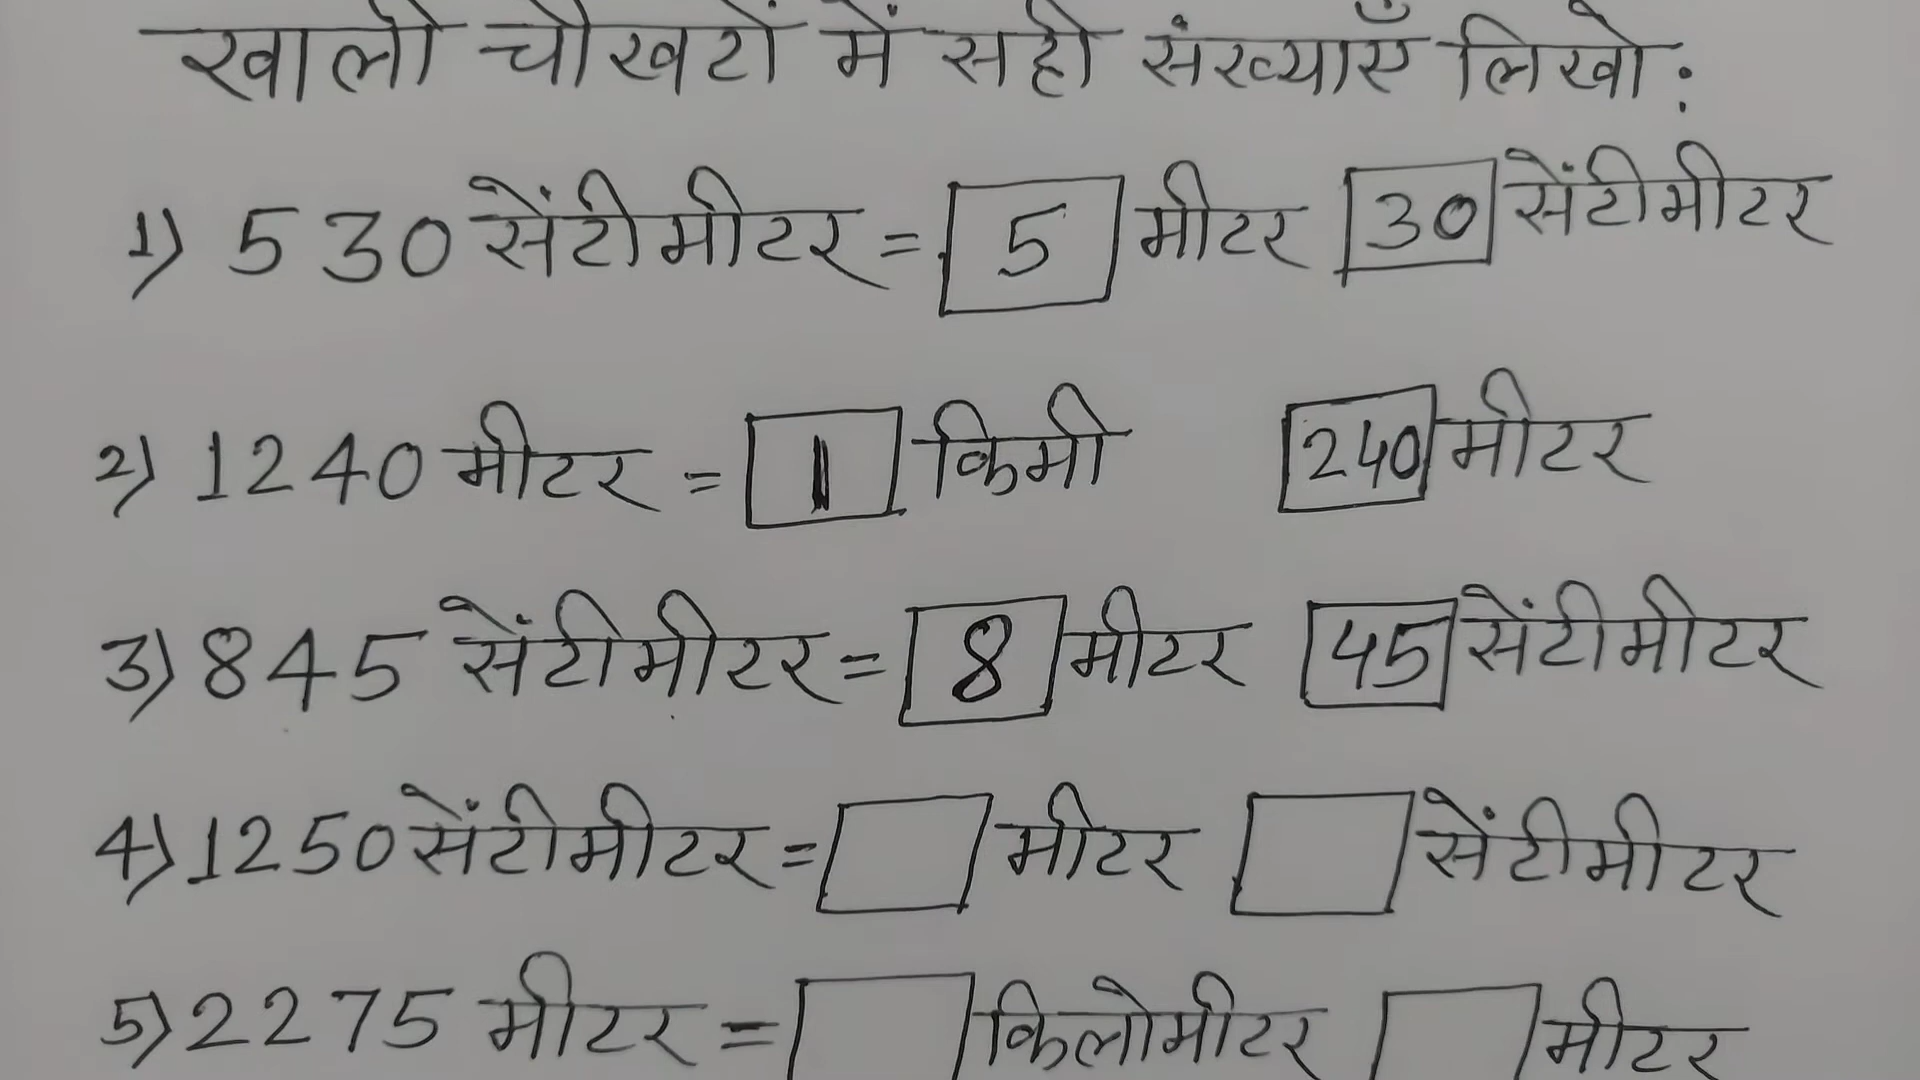 खाली चौखटों में सही संख्याएँ लिखो:
1) 530 सेंटीमीटर = 5 मीटर 30 सेंटीमीटर
2) 1240 मीटर = 1 किमी 240 मीटर
3) 845 सेंटीमीटर = 8 मीटर 45 सेंटीमीटर
4) 1250 सेंटीमीटर = मीटर सेंटीमीटर
5) 2275 मीटर = किलोमीटर मीटर